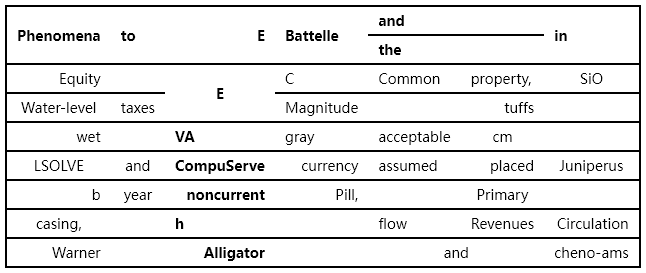 Phenomena to E Battelle and in
the
Equity E C Common property, SiO
Water-level taxes Magnitude tuffs
wet VA gray acceptable cm
LSOLVE and CompuServe currency assumed placed Juniperus
b year noncurrent Pill, Primary
casing, h flow Revenues Circulation
Warner Alligator and cheno-ams